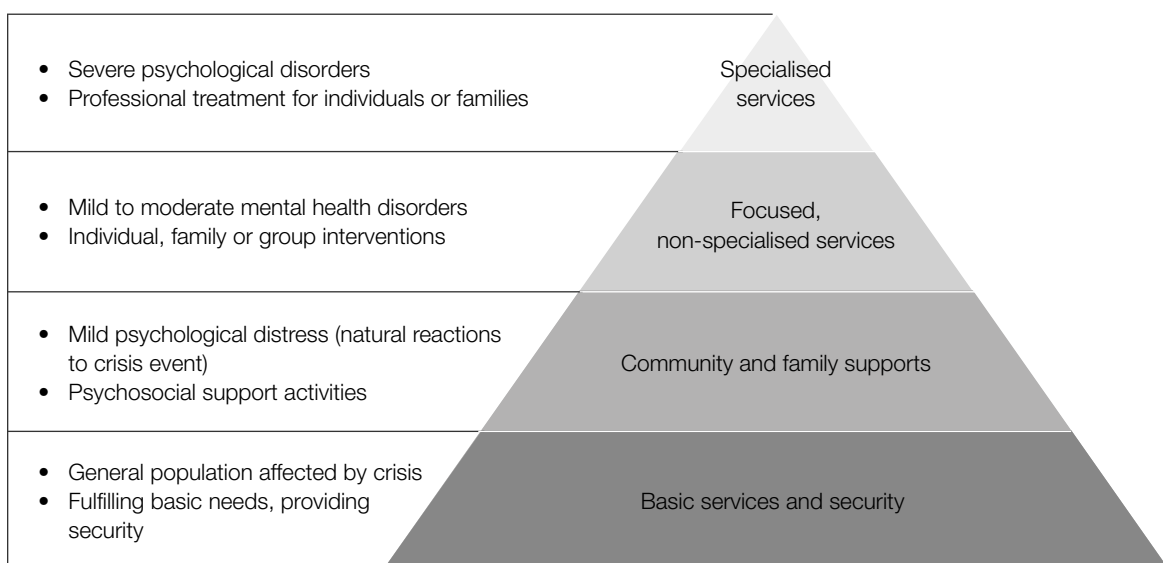 • Severe psychological disorders
• Professional treatment for individuals or families
Specialised
services
• Mild to moderate mental health disorders
• Individual, family or group interventions
Focused,
non-specialised services
• Mild psychological distress (natural reactions
to crisis event)
• Psychosocial support activities
Community and family supports
• General population affected by crisis
• Fulfilling basic needs, providing
security
Basic services and security